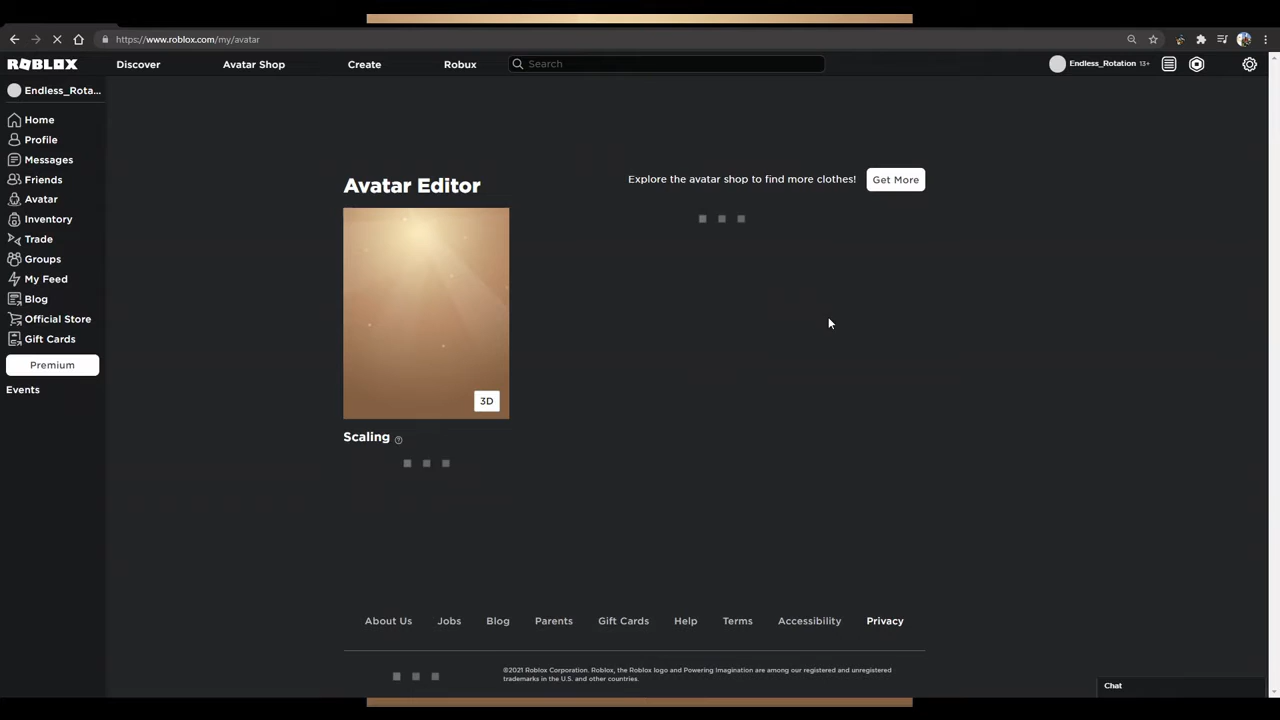 https://www.roblox.com/my/avatar
ROBLOX
Discover
Avatar Shop
Create
Robux
Search
Endless_Rotation 13+
Endless_Rota...
Home
Profile
Messages
Friends
Avatar
Inventory
Trade
Groups
My Feed
Blog
Official Store
Gift Cards
Premium
Events
Avatar Editor
Explore the avatar shop to find more clothes!
Get More
3D
Scaling
About Us
Jobs
Blog
Parents
Gift Cards
Help
Terms
Accessibility
Privacy
©2021 Roblox Corporation. Roblox, the Roblox logo and Powering Imagination are among our registered and unregistered
trademarks in the U.S. and other countries.
Chat